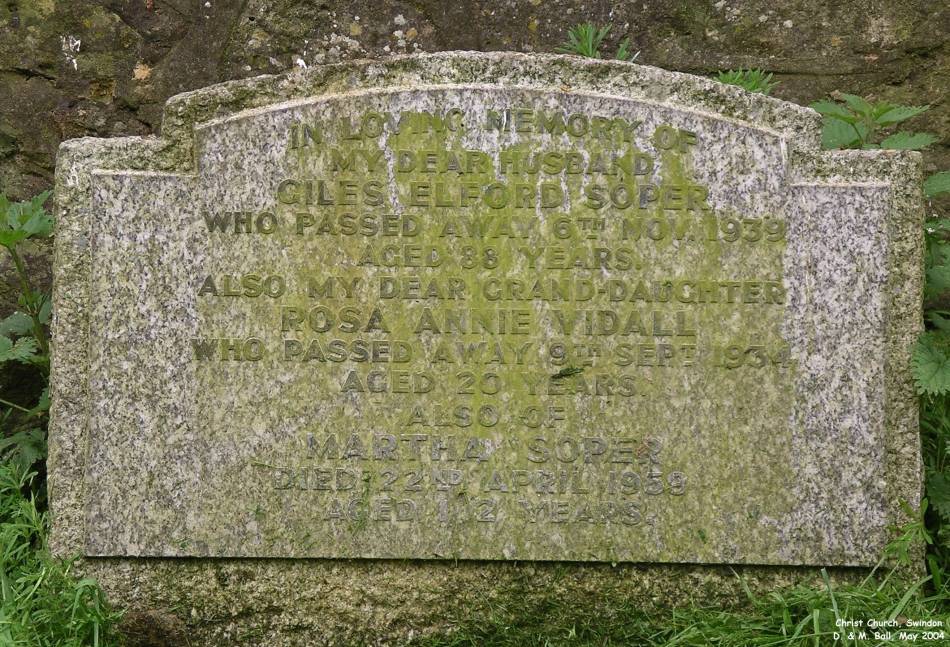 IN LOVING MEMORY OF
MY DEAR HUSBAND
GILES ELFORD SOPER
WHO PASSED AWAY 6TH NOV. 1939
AGED 88 YEARS.
ALSO MY DEAR GRAND-DAUGHTER
ROSA ANNIE VIDALL
WHO PASSED AWAY 9TH SEPT. 1934
AGED 20 YEARS.
ALSO OF
MARTHA SOPER
DIED 22ND APRIL 1959
AGED 102 YEARS.
Christ Church, Swindon
D. & M. Ball, May 2004